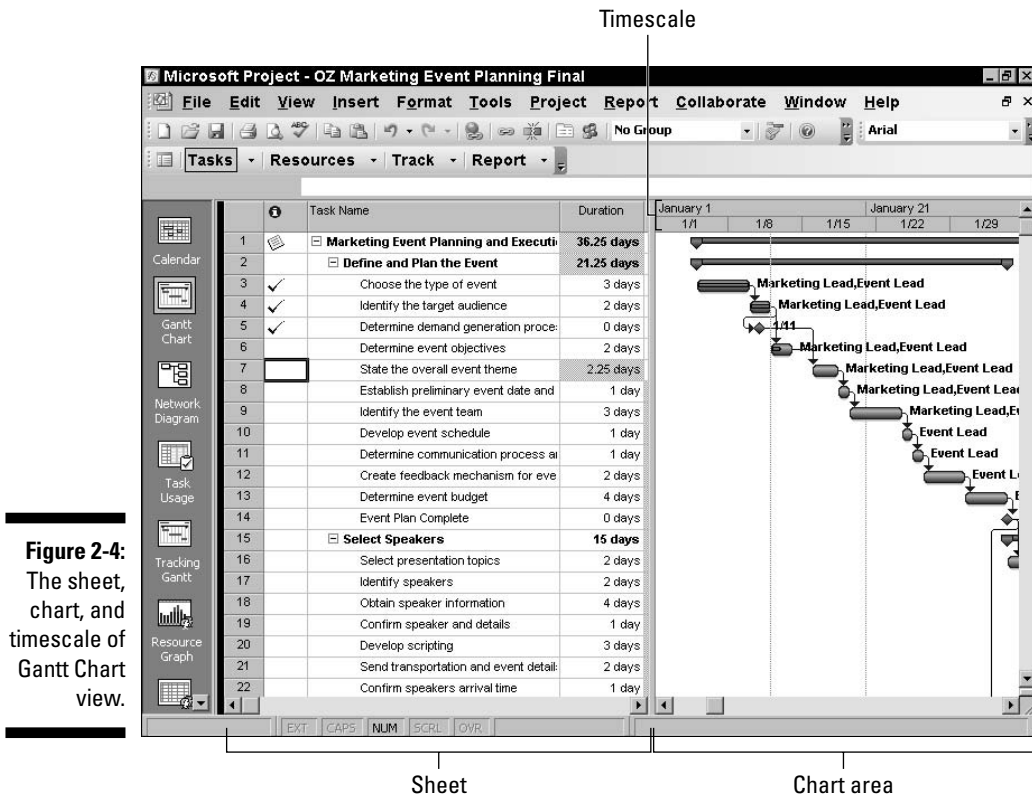 Timescale
Microsoft Project - OZ Marketing Event Planning Final
File Edit View Insert Format Tools Project Report Collaborate Window Help
ABC No Group Arial
Tasks Resources Track Report
Task Name Duration January 1 January 21
1/1 1/8 1/15 1/22 1/29
Calendar
Gantt
Chart
Network
Diagram
Task
Usage
Tracking
Gantt
Resource
Graph
1 Marketing Event Planning and Executi 36.25 days
2 Define and Plan the Event 21.25 days
3 Choose the type of event 3 days Marketing Lead,Event Lead
4 Identify the target audience 2 days Marketing Lead,Event Lead
5 Determine demand generation proce 0 days 1/11
6 Determine event objectives 2 days Marketing Lead,Event Lead
7 State the overall event theme 2.25 days Marketing Lead,Event Lead
8 Establish preliminary event date and 1 day Marketing Lead,Event Lea
9 Identify the event team 3 days Marketing Lead,Ev
10 Develop event schedule 1 day Event Lead
11 Determine communication process a 1 day Event Lead
12 Create feedback mechanism for eve 2 days Event L
13 Determine event budget 4 days E
14 Event Plan Complete 0 days
15 Select Speakers 15 days
16 Select presentation topics 2 days
17 Identify speakers 2 days
18 Obtain speaker information 4 days
19 Confirm speaker and details 1 day
20 Develop scripting 3 days
21 Send transportation and event detail 2 days
22 Confirm speakers arrival time 1 day
EXT CAPS NUM SCRL OVR
Sheet Chart area
Figure 2-4:
The sheet,
chart, and
timescale of
Gantt Chart
view.